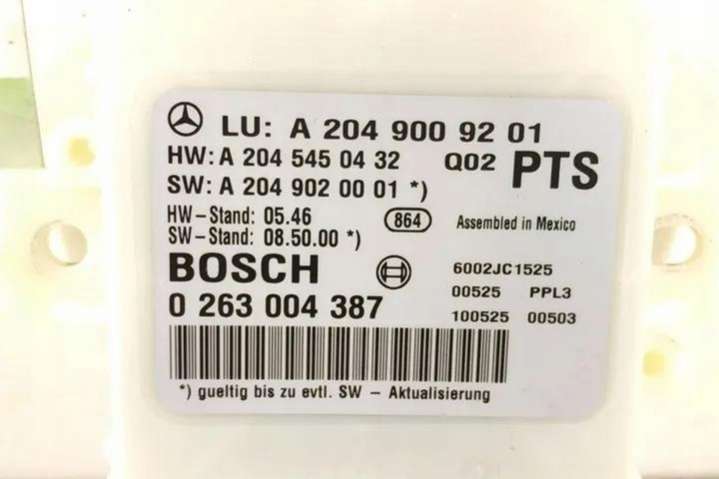 LU: A 204 900 92 01
HW: A 204 545 04 32 Q02 PTS
SW: A 204 902 00 01 *)
HW-Stand: 05.46 864 Assembled in Mexico
SW-Stand: 08.50.00 *)
BOSCH 6002JC1525
0 263 004 387 00525 PPL3
100525 00503
*) gueltig bis zu evtl. SW - Aktualisierung